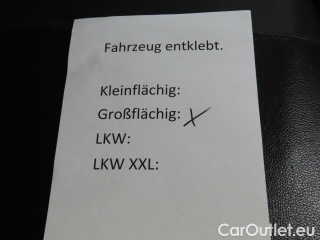 Fahrzeug entklebt.
Kleinflächig:
Großflächig: X
LKW:
LKW XXL:
CarOutlet.eu